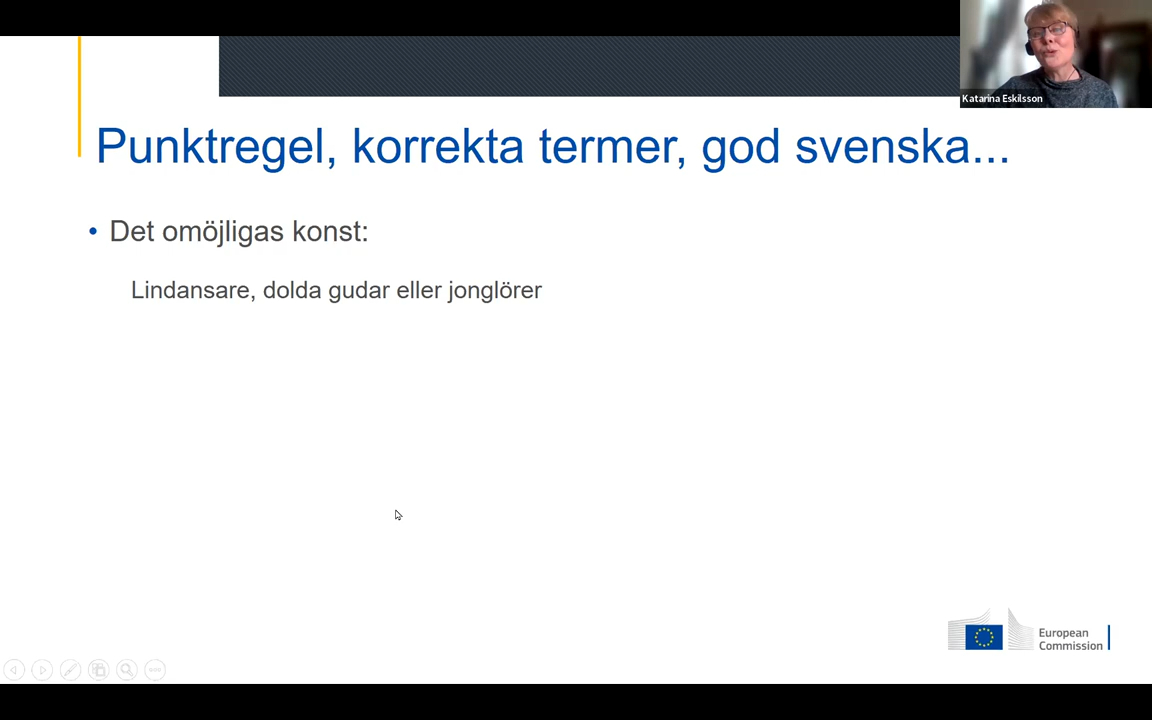 Katarina Eskilsson
Punktregel, korrekta termer, god svenska...
• Det omöjligas konst:
Lindansare, dolda gudar eller jonglörer
European
Commission